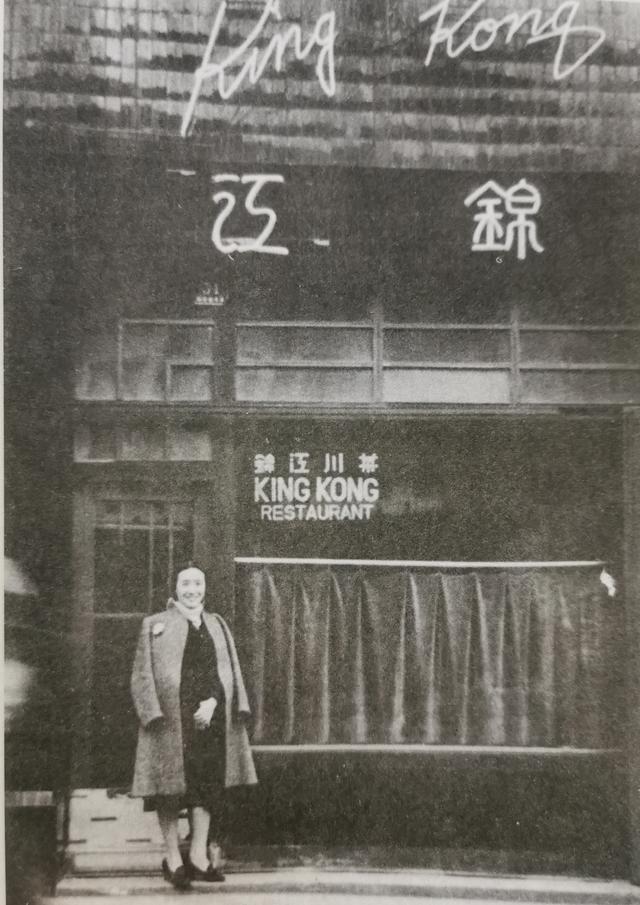 King Kong
錦江
錦江川菜
KING KONG
RESTAURANT